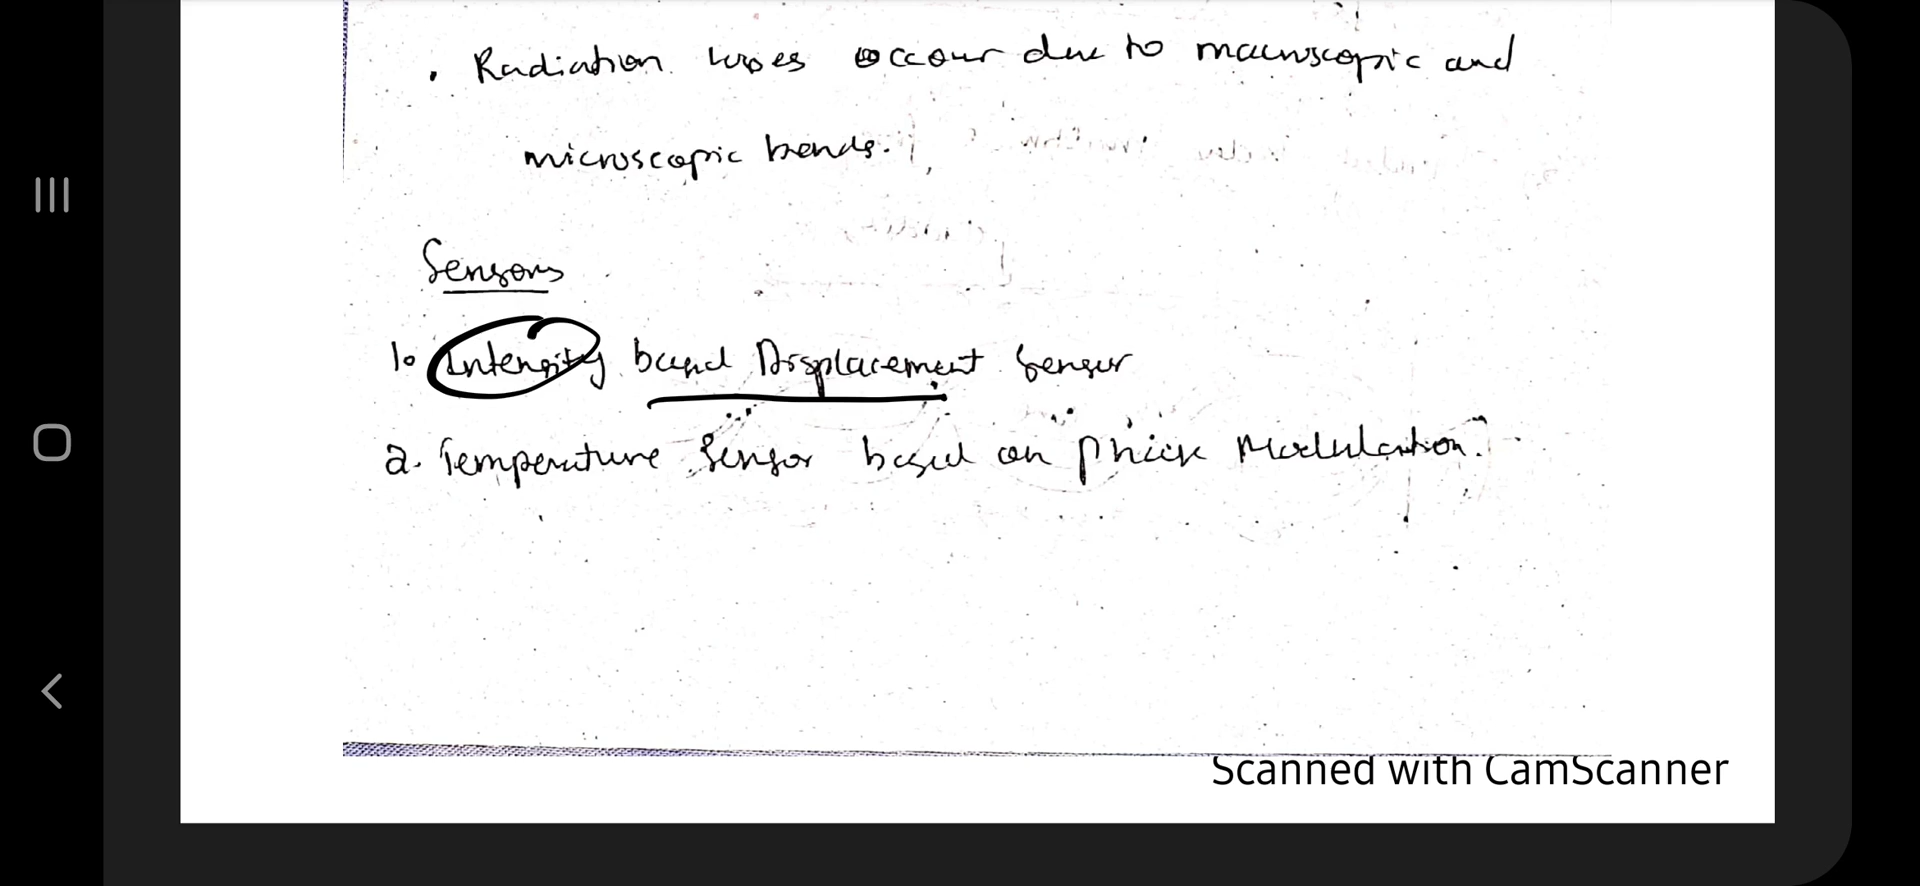 . Radiation losses occour due to macroscopic and
microscopic bends.
Sensors
1. Intensity based Displacement Sensor
2. Temperature Sensor based on Phase Modulation.
Scanned with CamScanner